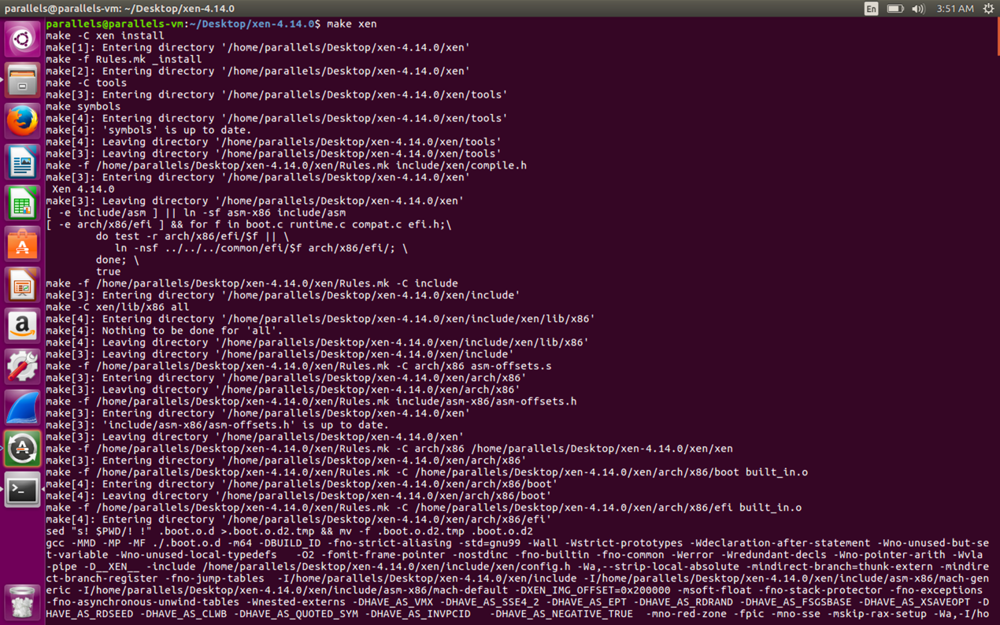 parallels@parallels-vm: ~/Desktop/xen-4.14.0
En
3:51 AM
parallels@parallels-vm:~/Desktop/xen-4.14.0$ make xen
make -C xen install
make[1]: Entering directory '/home/parallels/Desktop/xen-4.14.0/xen'
make -f Rules.mk _install
make[2]: Entering directory '/home/parallels/Desktop/xen-4.14.0/xen'
make -C tools
make[3]: Entering directory '/home/parallels/Desktop/xen-4.14.0/xen/tools'
make symbols
make[4]: Entering directory '/home/parallels/Desktop/xen-4.14.0/xen/tools'
make[4]: 'symbols' is up to date.
make[4]: Leaving directory '/home/parallels/Desktop/xen-4.14.0/xen/tools'
make[3]: Leaving directory '/home/parallels/Desktop/xen-4.14.0/xen/tools'
make -f /home/parallels/Desktop/xen-4.14.0/xen/Rules.mk include/xen/compile.h
make[3]: Entering directory '/home/parallels/Desktop/xen-4.14.0/xen'
 Xen 4.14.0
make[3]: Leaving directory '/home/parallels/Desktop/xen-4.14.0/xen'
[ -e include/asm ] || ln -sf asm-x86 include/asm
[ -e arch/x86/efi ] && for f in boot.c runtime.c compat.c efi.h;\
        do test -r arch/x86/efi/$f || \
           ln -nsf ../../../common/efi/$f arch/x86/efi/; \
        done; \
        true
make -f /home/parallels/Desktop/xen-4.14.0/xen/Rules.mk -C include
make[3]: Entering directory '/home/parallels/Desktop/xen-4.14.0/xen/include'
make -C xen/lib/x86 all
make[4]: Entering directory '/home/parallels/Desktop/xen-4.14.0/xen/include/xen/lib/x86'
make[4]: Nothing to be done for 'all'.
make[4]: Leaving directory '/home/parallels/Desktop/xen-4.14.0/xen/include/xen/lib/x86'
make[3]: Leaving directory '/home/parallels/Desktop/xen-4.14.0/xen/include'
make -f /home/parallels/Desktop/xen-4.14.0/xen/Rules.mk -C arch/x86 asm-offsets.s
make[3]: Entering directory '/home/parallels/Desktop/xen-4.14.0/xen/arch/x86'
make[3]: Leaving directory '/home/parallels/Desktop/xen-4.14.0/xen/arch/x86'
make -f /home/parallels/Desktop/xen-4.14.0/xen/Rules.mk include/asm-x86/asm-offsets.h
make[3]: Entering directory '/home/parallels/Desktop/xen-4.14.0/xen'
make[3]: 'include/asm-x86/asm-offsets.h' is up to date.
make[3]: Leaving directory '/home/parallels/Desktop/xen-4.14.0/xen'
make -f /home/parallels/Desktop/xen-4.14.0/xen/Rules.mk -C arch/x86 /home/parallels/Desktop/xen-4.14.0/xen/xen
make[3]: Entering directory '/home/parallels/Desktop/xen-4.14.0/xen/arch/x86'
make -f /home/parallels/Desktop/xen-4.14.0/xen/Rules.mk -C /home/parallels/Desktop/xen-4.14.0/xen/arch/x86/boot built_in.o
make[4]: Entering directory '/home/parallels/Desktop/xen-4.14.0/xen/arch/x86/boot'
make[4]: Leaving directory '/home/parallels/Desktop/xen-4.14.0/xen/arch/x86/boot'
make -f /home/parallels/Desktop/xen-4.14.0/xen/Rules.mk -C /home/parallels/Desktop/xen-4.14.0/xen/arch/x86/efi built_in.o
make[4]: Entering directory '/home/parallels/Desktop/xen-4.14.0/xen/arch/x86/efi'
sed "s! $PWD/! !" .boot.o.d >.boot.o.d2.tmp && mv -f .boot.o.d2.tmp .boot.o.d2
gcc -MMD -MP -MF ./.boot.o.d -m64 -DBUILD_ID -fno-strict-aliasing -std=gnu99 -Wall -Wstrict-prototypes -Wdeclaration-after-statement -Wno-unused-but-se
t-variable -Wno-unused-local-typedefs   -O2 -fomit-frame-pointer -nostdinc -fno-builtin -fno-common -Werror -Wredundant-decls -Wno-pointer-arith -Wvla
-pipe -D__XEN__ -include /home/parallels/Desktop/xen-4.14.0/xen/include/xen/config.h -Wa,--strip-local-absolute -mindirect-branch=thunk-extern -mindire
ct-branch-register -fno-jump-tables  -I/home/parallels/Desktop/xen-4.14.0/xen/include -I/home/parallels/Desktop/xen-4.14.0/xen/include/asm-x86/mach-gen
eric -I/home/parallels/Desktop/xen-4.14.0/xen/include/asm-x86/mach-default -DXEN_IMG_OFFSET=0x200000 -msoft-float -fno-stack-protector -fno-exceptions
-fno-asynchronous-unwind-tables -Wnested-externs -DHAVE_AS_VMX -DHAVE_AS_SSE4_2 -DHAVE_AS_EPT -DHAVE_AS_RDRAND -DHAVE_AS_FSGSBASE -DHAVE_AS_XSAVEOPT -D
HAVE_AS_RDSEED -DHAVE_AS_CLWB -DHAVE_AS_QUOTED_SYM -DHAVE_AS_INVPCID   -DHAVE_AS_NEGATIVE_TRUE  -mno-red-zone -fpic -mno-sse -mskip-rax-setup -Wa,-I/ho